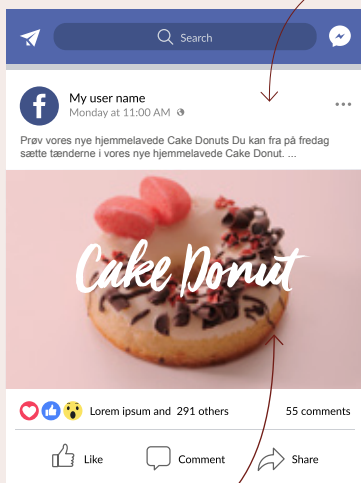 Search
My user name
Monday at 11:00 AM
Prøv vores nye hjemmelavede Cake Donuts Du kan fra på fredag
sætte tænderne i vores nye hjemmelavede Cake Donut. ...
Cake Donut
Lorem ipsum and 291 others 55 comments
Like Comment Share